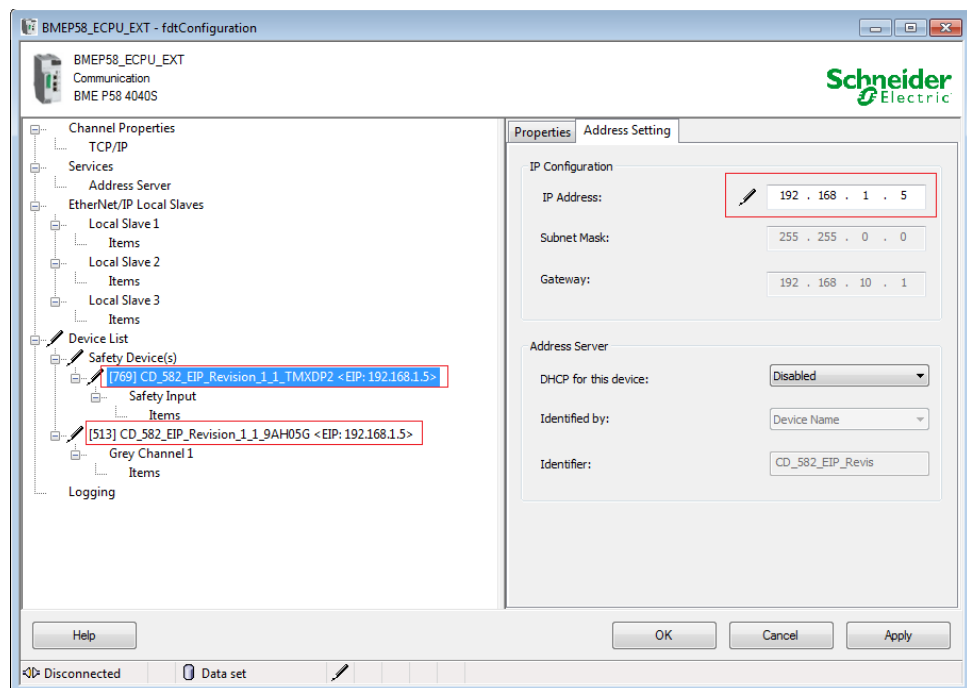 BMEP58_ECPU_EXT - fdtConfiguration
BMEP58_ECPU_EXT
Communication
BME P58 4040S
Schneider
Electric
Channel Properties
TCP/IP
Services
Address Server
EtherNet/IP Local Slaves
Local Slave 1
Items
Local Slave 2
Items
Local Slave 3
Items
Device List
Safety Device(s)
[769] CD_582_EIP_Revision_1_1_TMXDP2 <EIP: 192.168.1.5>
Safety Input
Items
[513] CD_582_EIP_Revision_1_1_9AH05G <EIP: 192.168.1.5>
Grey Channel 1
Items
Logging
Properties Address Setting
IP Configuration
IP Address: 192 . 168 . 1 . 5
Subnet Mask: 255 . 255 . 0 . 0
Gateway: 192 . 168 . 10 . 1
Address Server
DHCP for this device: Disabled
Identified by: Device Name
Identifier: CD_582_EIP_Revis
Help OK Cancel Apply
Disconnected Data set